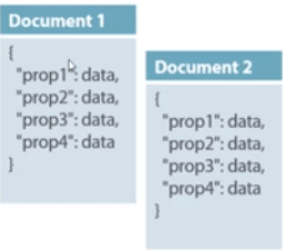 Document 1
{
"prop1": data,
"prop2": data,
"prop3": data,
"prop4": data
}
Document 2
{
"prop1": data,
"prop2": data,
"prop3": data,
"prop4": data
}